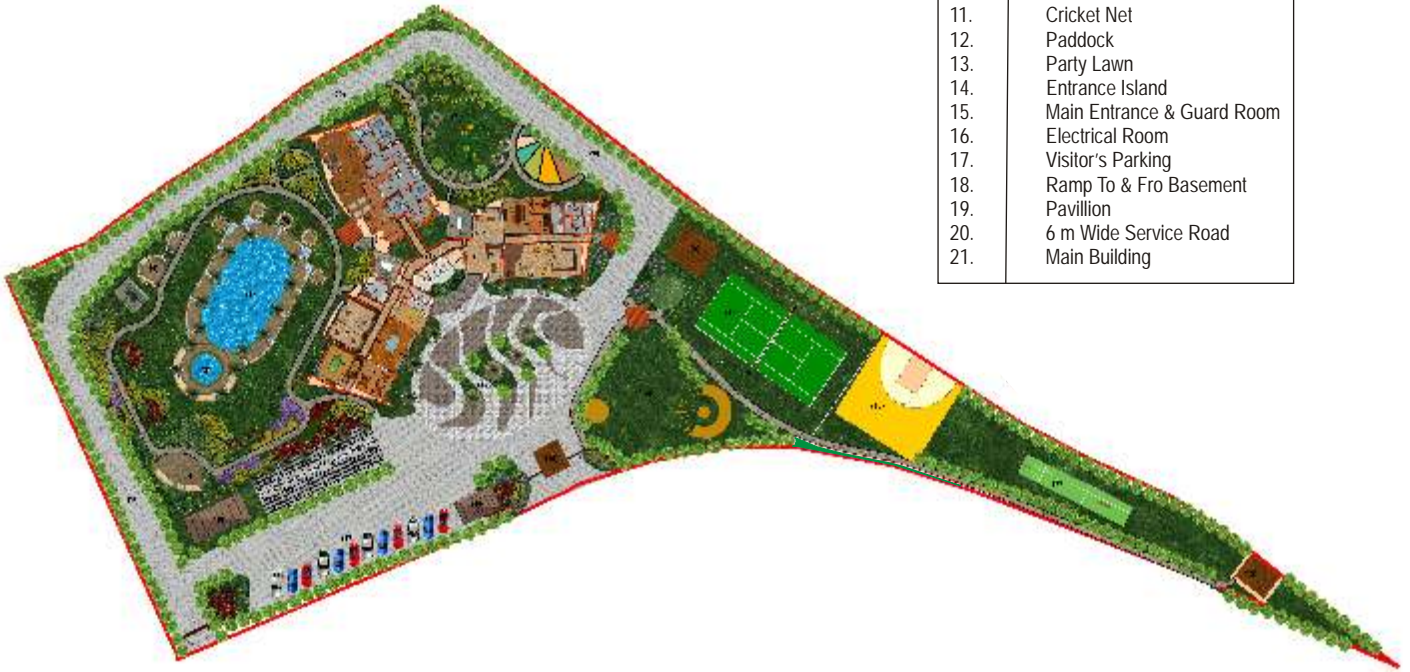 11. Cricket Net
12. Paddock
13. Party Lawn
14. Entrance Island
15. Main Entrance & Guard Room
16. Electrical Room
17. Visitor's Parking
18. Ramp To & Fro Basement
19. Pavillion
20. 6 m Wide Service Road
21. Main Building